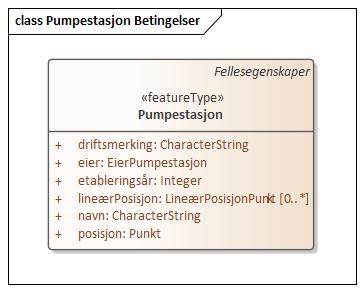 class Pumpestasjon Betingelser
Fellesegenskaper
«featureType»
Pumpestasjon
+ driftsmerking: CharacterString
+ eier: EierPumpestasjon
+ etableringsår: Integer
+ lineærPosisjon: LineærPosisjonPunkt [0..*]
+ navn: CharacterString
+ posisjon: Punkt